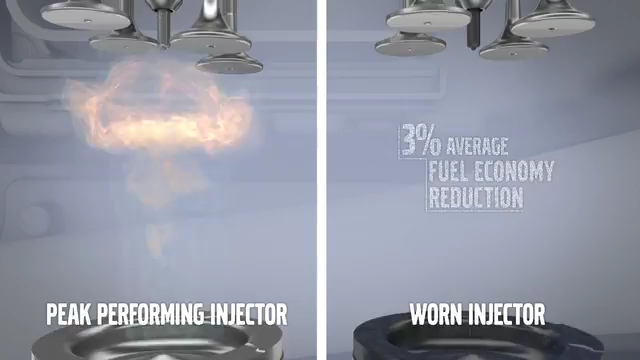 3% AVERAGE
FUEL ECONOMY
REDUCTION
PEAK PERFORMING INJECTOR
WORN INJECTOR